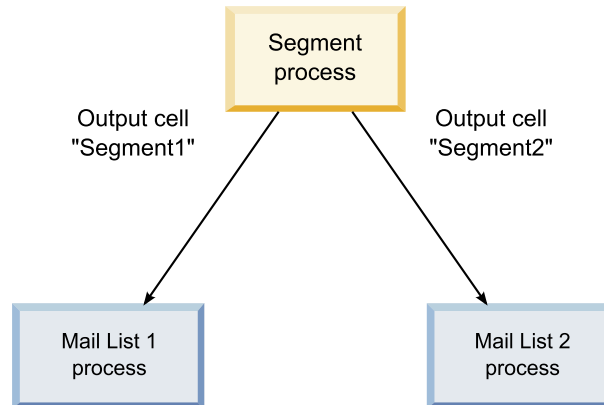 Segment
process
Output cell
"Segment1"
Output cell
"Segment2"
Mail List 1
process
Mail List 2
process